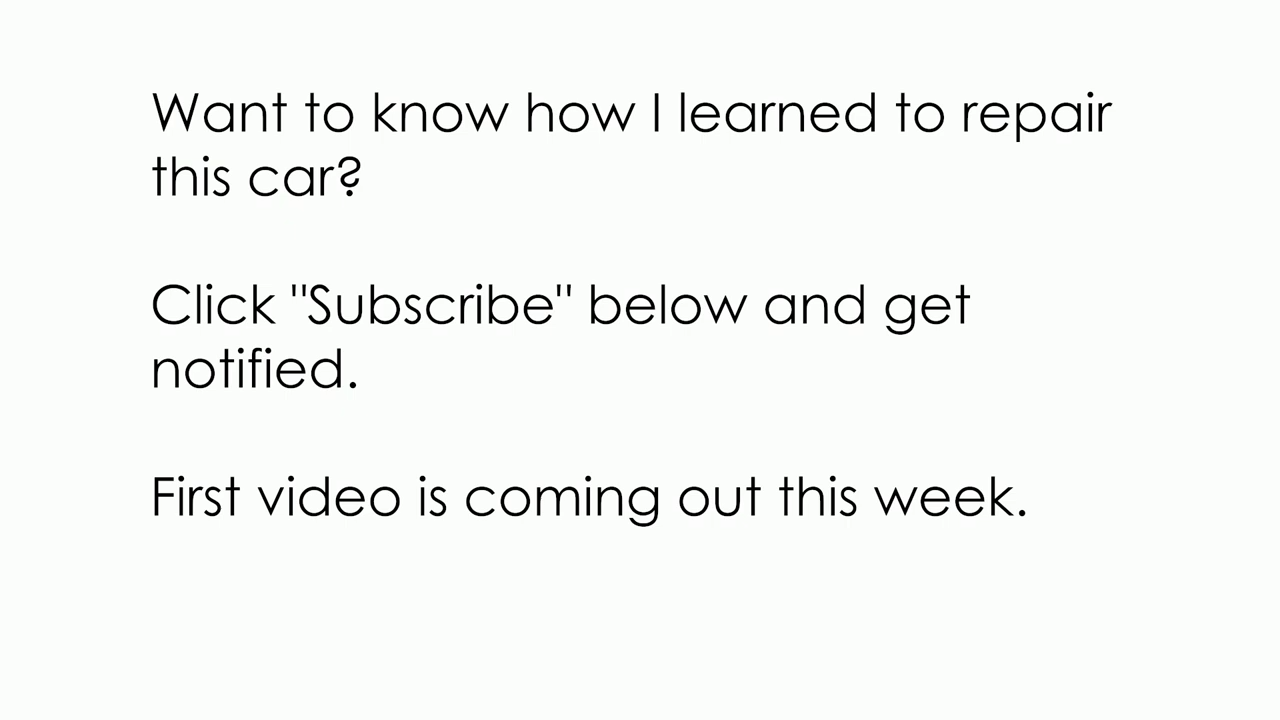 Want to know how I learned to repair
this car?
Click "Subscribe" below and get
notified.
First video is coming out this week.